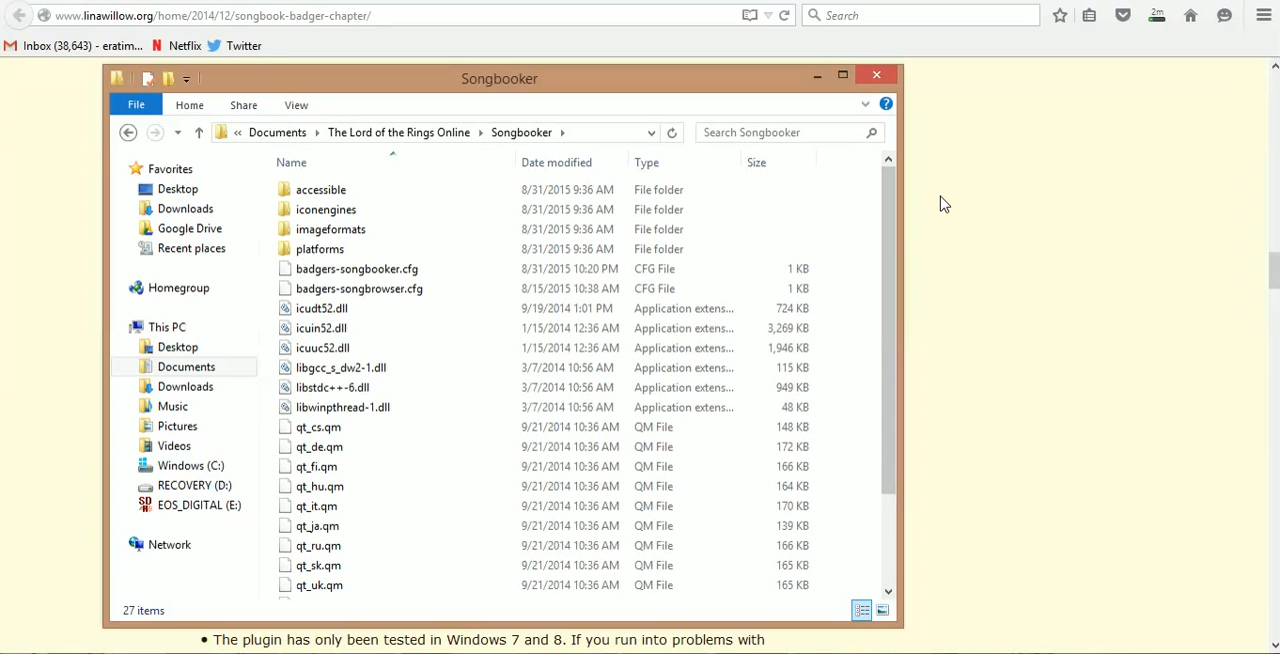 www.linawillow.org/home/2014/12/songbook-badger-chapter/
Search
2m
Inbox (38,643) - eratim...
Netflix
Twitter
Songbooker
File
Home
Share
View
« Documents The Lord of the Rings Online Songbooker
Search Songbooker
Favorites
Desktop
Downloads
Google Drive
Recent places
Homegroup
This PC
Desktop
Documents
Downloads
Music
Pictures
Videos
Windows (C:)
RECOVERY (D:)
EOS_DIGITAL (E:)
Network
Name Date modified Type Size
accessible 8/31/2015 9:36 AM File folder
iconengines 8/31/2015 9:36 AM File folder
imageformats 8/31/2015 9:36 AM File folder
platforms 8/31/2015 9:36 AM File folder
badgers-songbooker.cfg 8/31/2015 10:20 PM CFG File 1 KB
badgers-songbrowser.cfg 8/15/2015 10:38 AM CFG File 1 KB
icudt52.dll 9/19/2014 1:01 PM Application extens... 724 KB
icuin52.dll 1/15/2014 12:36 AM Application extens... 3,269 KB
icuuc52.dll 1/15/2014 12:36 AM Application extens... 1,946 KB
libgcc_s_dw2-1.dll 3/7/2014 10:56 AM Application extens... 115 KB
libstdc++-6.dll 3/7/2014 10:56 AM Application extens... 949 KB
libwinpthread-1.dll 3/7/2014 10:56 AM Application extens... 48 KB
qt_cs.qm 9/21/2014 10:36 AM QM File 148 KB
qt_de.qm 9/21/2014 10:36 AM QM File 172 KB
qt_fi.qm 9/21/2014 10:36 AM QM File 166 KB
qt_hu.qm 9/21/2014 10:36 AM QM File 164 KB
qt_it.qm 9/21/2014 10:36 AM QM File 170 KB
qt_ja.qm 9/21/2014 10:36 AM QM File 139 KB
qt_ru.qm 9/21/2014 10:36 AM QM File 166 KB
qt_sk.qm 9/21/2014 10:36 AM QM File 165 KB
qt_uk.qm 9/21/2014 10:36 AM QM File 165 KB
27 items
• The plugin has only been tested in Windows 7 and 8. If you run into problems with